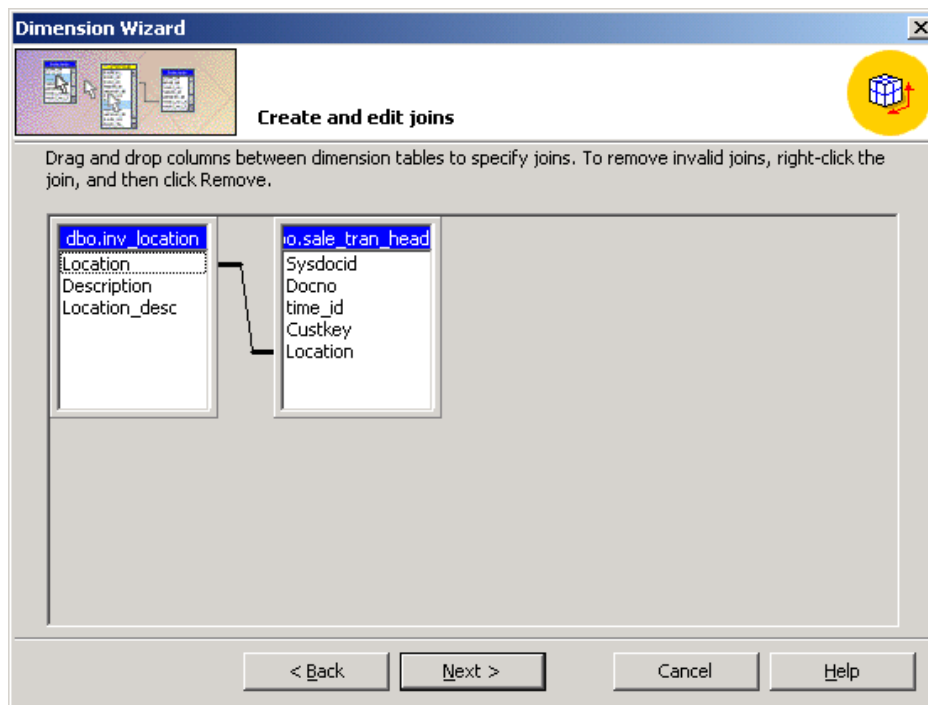 Dimension Wizard
Create and edit joins
Drag and drop columns between dimension tables to specify joins. To remove invalid joins, right-click the
join, and then click Remove.
dbo.inv_location
Location
Description
Location_desc
o.sale_tran_head
Sysdocid
Docno
time_id
Custkey
Location
< Back
Next >
Cancel
Help